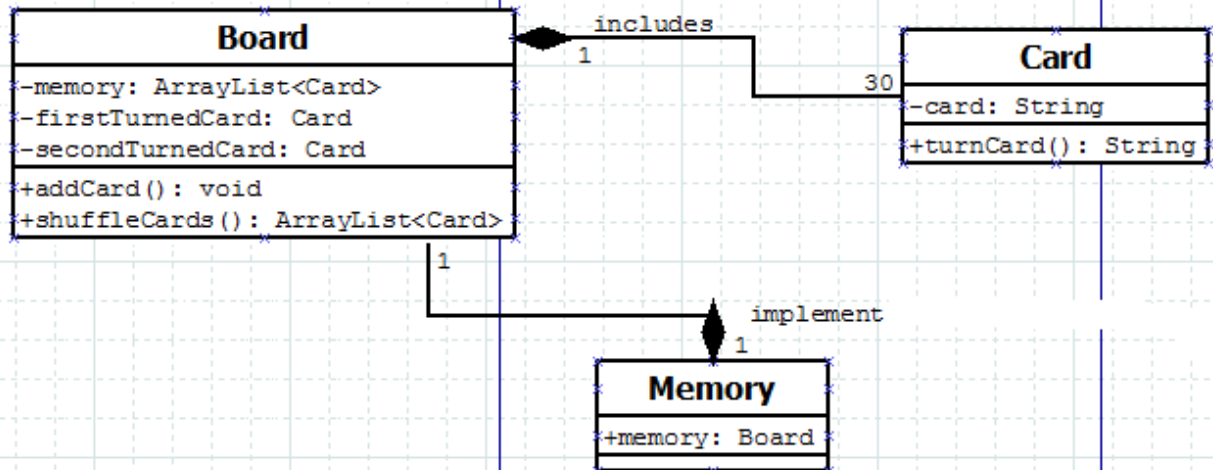 Board
-memory: ArrayList<Card>
-firstTurnedCard: Card
-secondTurnedCard: Card
+addCard(): void
+shuffleCards(): ArrayList<Card>
includes
1
30
Card
-card: String
+turnCard(): String
1
implement
1
Memory
+memory: Board